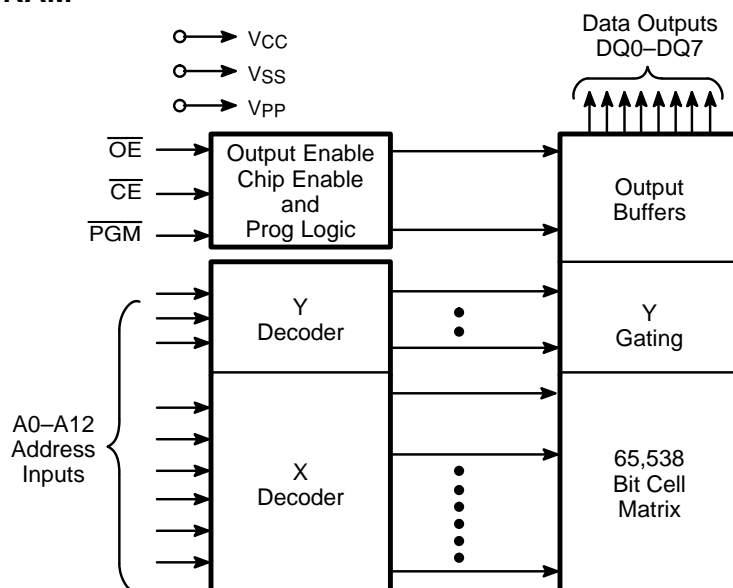 VCC
VSS
VPP
Data Outputs
DQ0–DQ7
OE
CE
PGM
Output Enable
Chip Enable
and
Prog Logic
Output
Buffers
Y
Decoder
Y
Gating
A0–A12
Address
Inputs
X
Decoder
65,538
Bit Cell
Matrix